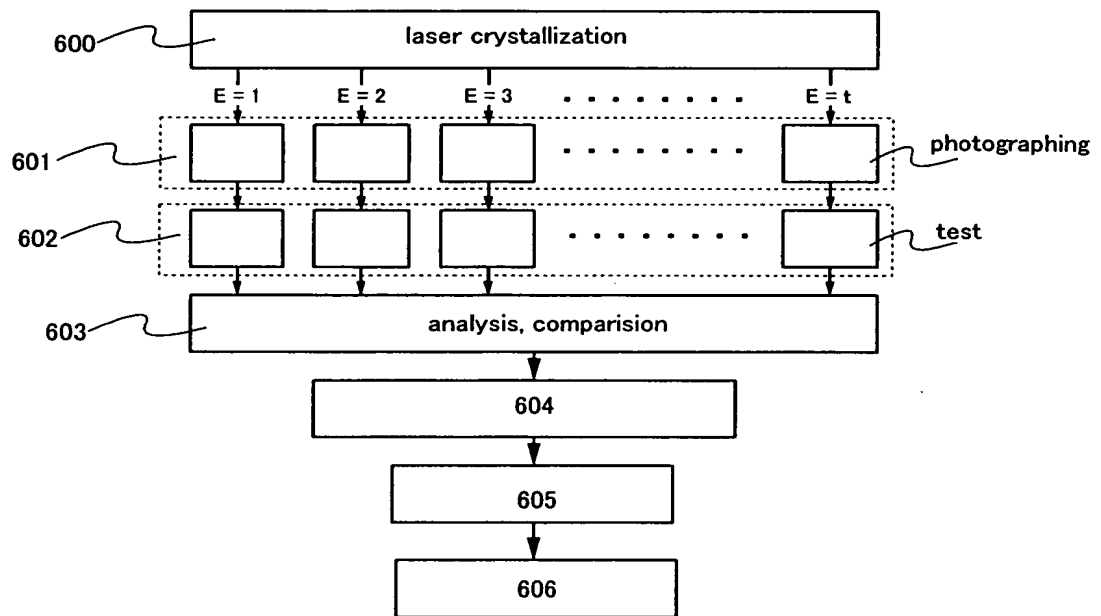 600
laser crystallization
E = 1
E = 2
E = 3
E = t
601
photographing
602
test
603
analysis, comparision
604
605
606